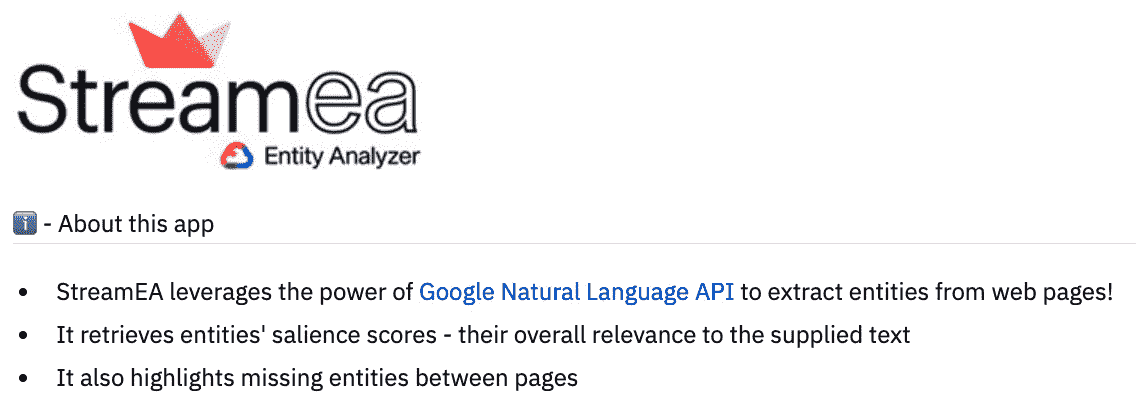 Streamea
Entity Analyzer
ℹ️ - About this app
• StreamEA leverages the power of Google Natural Language API to extract entities from web pages!
• It retrieves entities' salience scores - their overall relevance to the supplied text
• It also highlights missing entities between pages